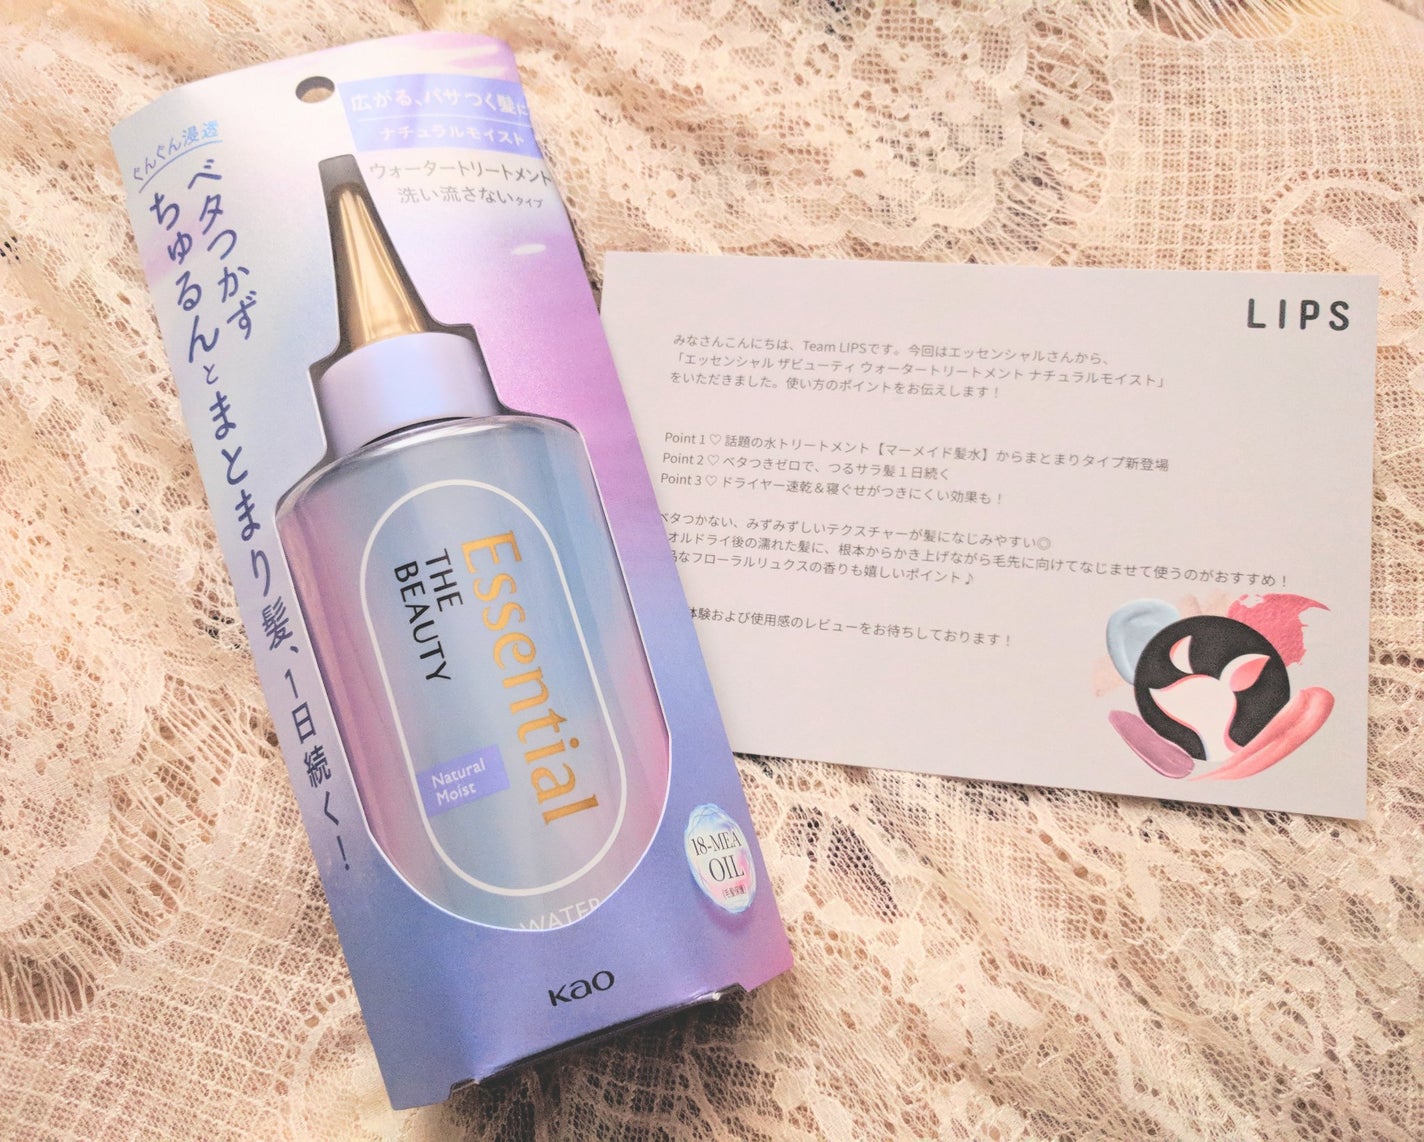 広がる、パサつく髪に
ナチュラルモイスト
ウォータートリートメント
洗い流さないタイプ
ぐんぐん浸透
ベタつかず
ちゅるんとまとまり髪、1日続く!
Essential
THE
BEAUTY
Natural
Moist
WATER
18-MEA
OIL
Kao
LIPS
みなさんこんにちは、Team LIPSです。今回はエッセンシャルさんから、
「エッセンシャル ザビューティ ウォータートリートメント ナチュラルモイスト」
をいただきました。使い方のポイントをお伝えします!
Point 1 ♡ 話題の水トリートメント【マーメイド髪水】からまとまりタイプ新登場
Point 2 ♡ ベタつきゼロで、つるサラ髪1日続く
Point 3 ♡ ドライヤー速乾&寝ぐせがつきにくい効果も!
ベタつかない、みずみずしいテクスチャーが髪になじみやすい◎
オルドライ後の濡れた髪に、根本からかき上げながら毛先に向けてなじませて使うのがおすすめ!
なフローラルリュクスの香りも嬉しいポイント♪
体験および使用感のレビューをお待ちしております!